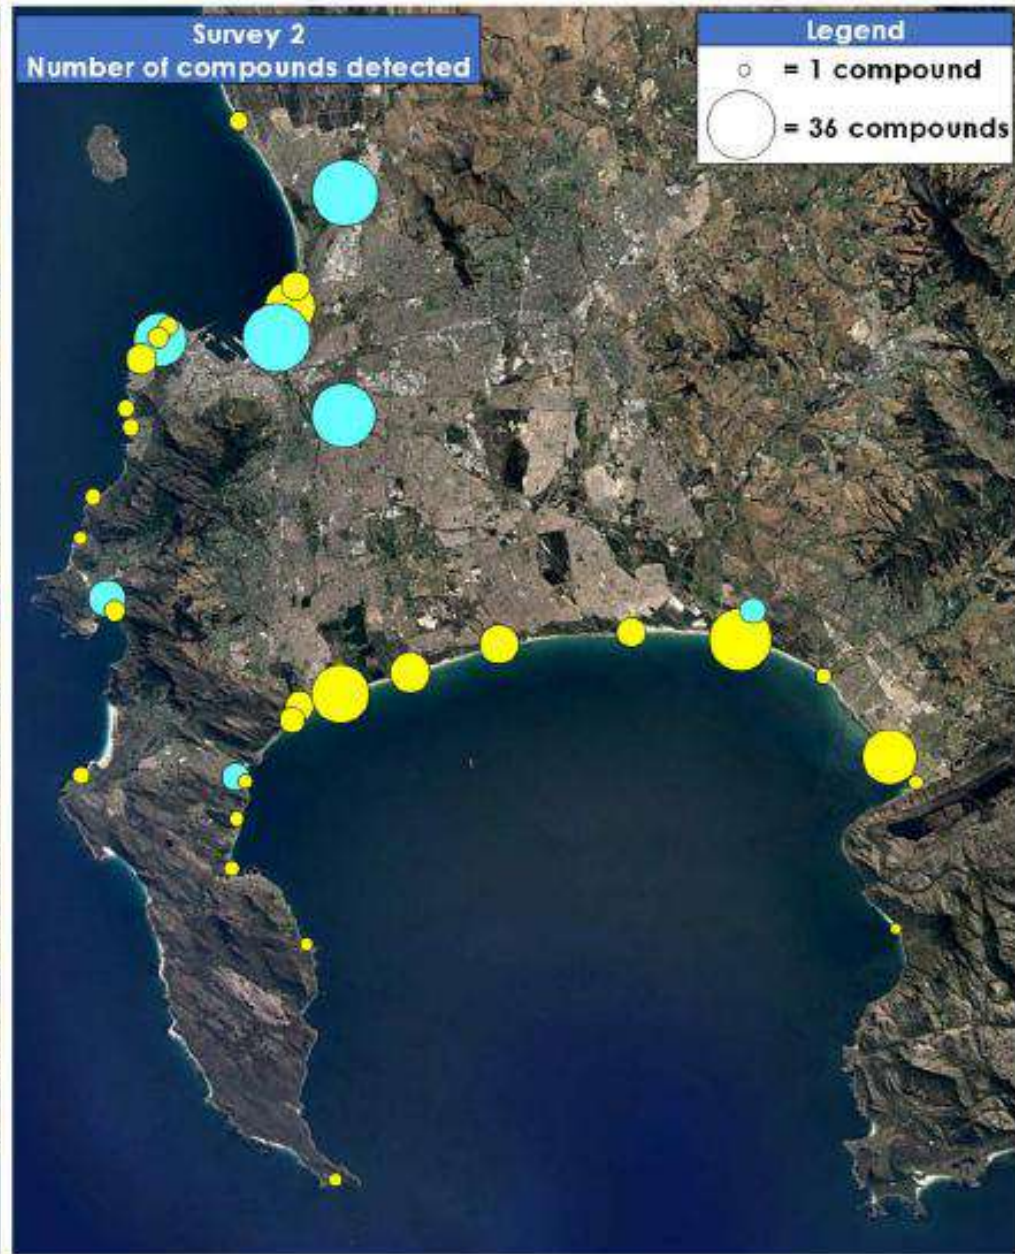 Survey 2
Number of compounds detected
Legend
= 1 compound
= 36 compounds